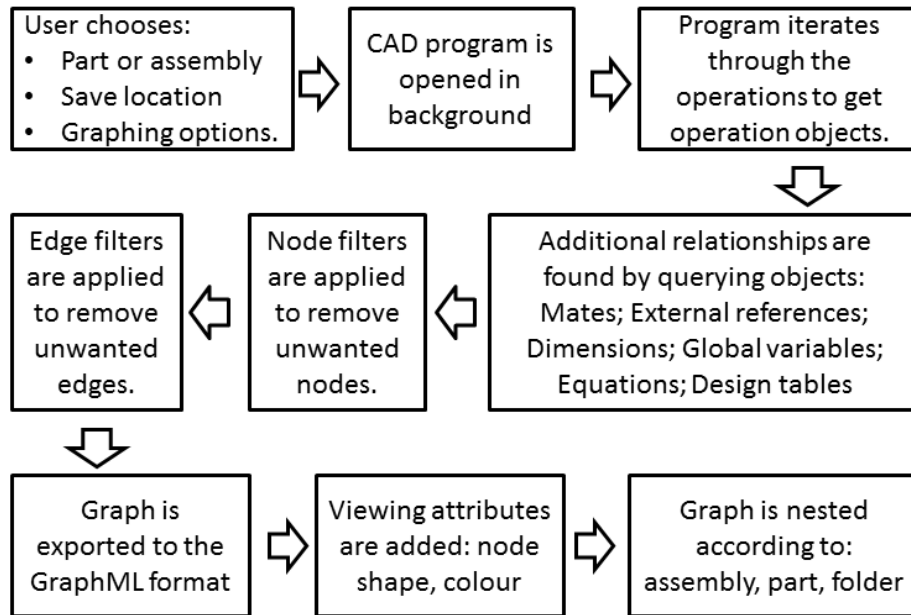 User chooses:
• Part or assembly
• Save location
• Graphing options.
CAD program is
opened in
background
Program iterates
through the
operations to get
operation objects.
Additional relationships are
found by querying objects:
Mates; External references;
Dimensions; Global variables;
Equations; Design tables
Node filters
are applied
to remove
unwanted
nodes.
Edge filters
are applied
to remove
unwanted
edges.
Graph is
exported to the
GraphML format
Viewing attributes
are added: node
shape, colour
Graph is nested
according to:
assembly, part, folder